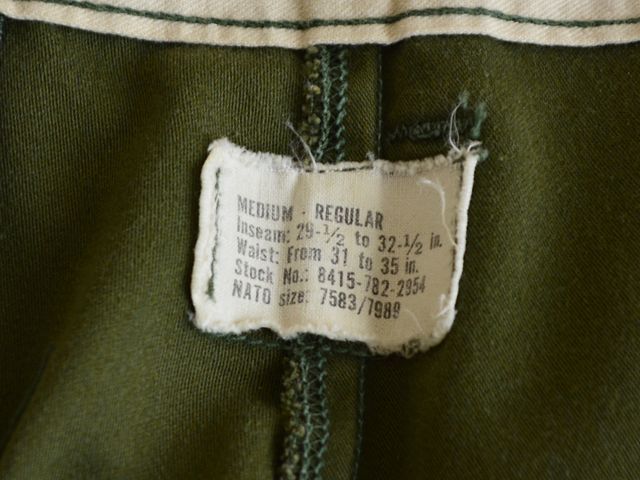 MEDIUM - REGULAR
Inseam: 29-1/2 to 32-1/2 in.
Waist: From 31 to 35 in.
Stock No.: 8415-782-2954
NATO size: 7583/7989